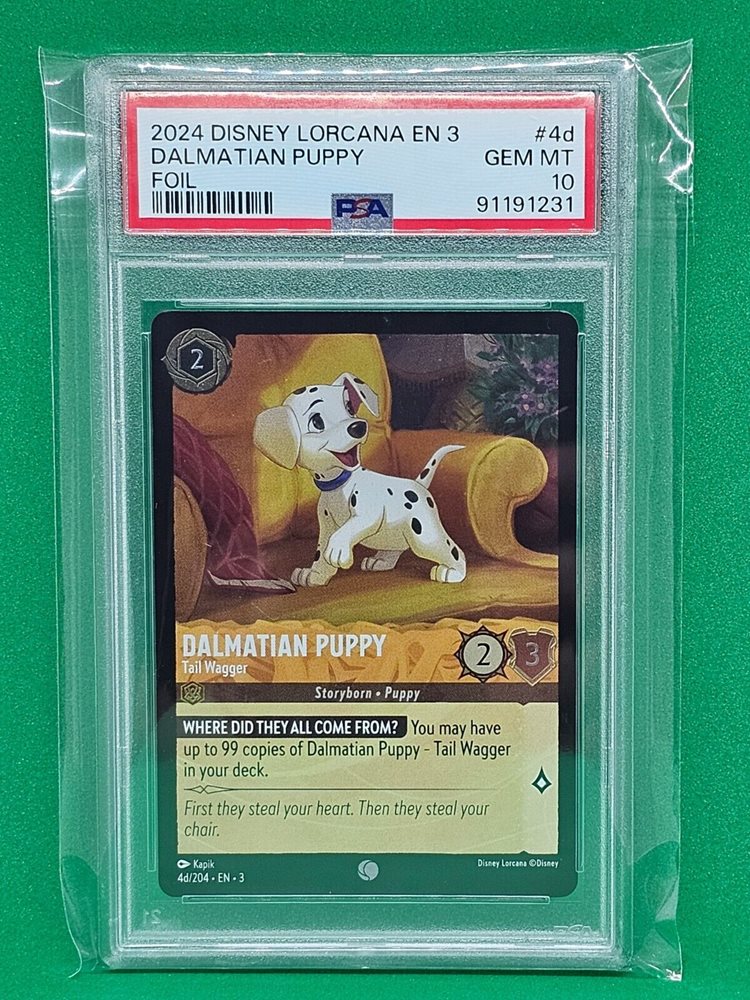 2024 DISNEY LORCANA EN 3 #4d
DALMATIAN PUPPY GEM MT
FOIL 10
PSA 91191231
2
DALMATIAN PUPPY 2 3
Tail Wagger
Storyborn • Puppy
WHERE DID THEY ALL COME FROM? You may have
up to 99 copies of Dalmatian Puppy - Tail Wagger
in your deck.
First they steal your heart. Then they steal your
chair.
Kapik Disney Lorcana ©Disney
4d/204 • EN • 3